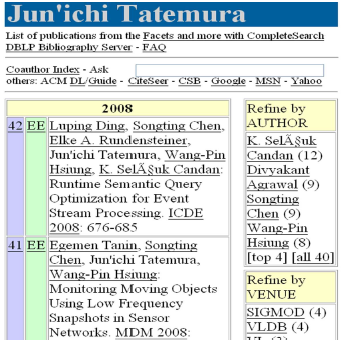 Jun'ichi Tatemura
List of publications from the Facets and more with CompleteSearch
DBLP Bibliography Server - FAQ
Coauthor Index - Ask
others: ACM DL/Guide - CiteSeer - CSB - Google - MSN - Yahoo
2008
42 EE Luping Ding, Songting Chen,
Elke A. Rundensteiner,
Jun'ichi Tatemura, Wang-Pin
Hsiung, K. SelÃ§uk Candan:
Runtime Semantic Query
Optimization for Event
Stream Processing. ICDE
2008: 676-685
41 EE Egemen Tanin, Songting
Chen, Jun'ichi Tatemura,
Wang-Pin Hsiung:
Monitoring Moving Objects
Using Low Frequency
Snapshots in Sensor
Networks. MDM 2008:
Refine by
AUTHOR
K. SelÃ§uk
Candan (12)
Divyakant
Agrawal (9)
Songting
Chen (9)
Wang-Pin
Hsiung (8)
[top 4] [all 40]
Refine by
VENUE
SIGMOD (4)
VLDB (4)